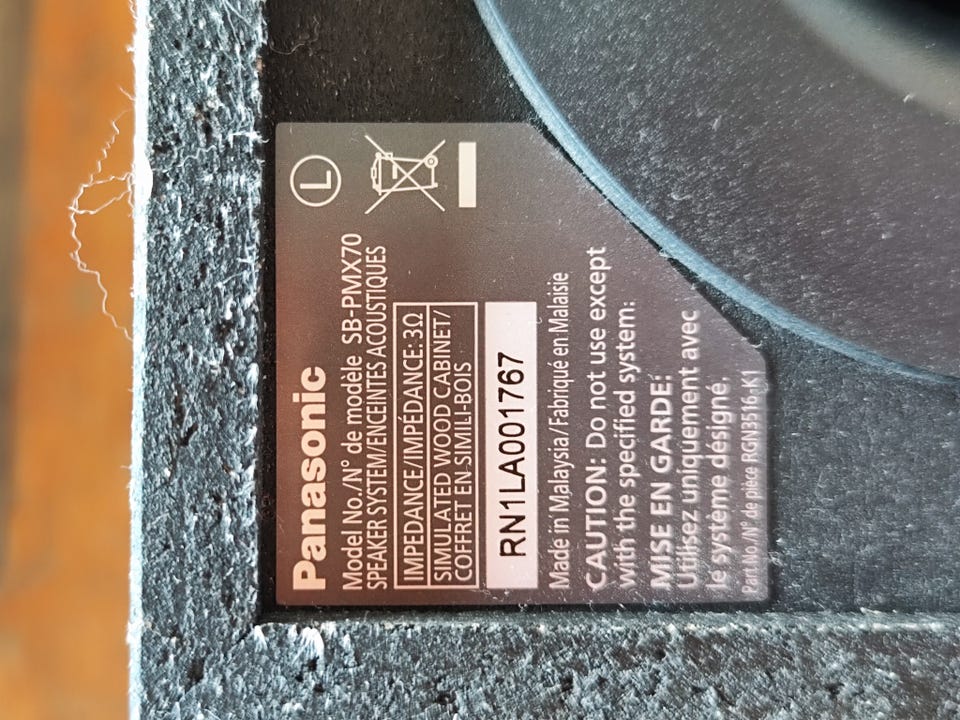 Panasonic
L
Model No./N° de modèle SB-PMX70
SPEAKER SYSTEM/ENCEINTES ACOUSTIQUES
IMPEDANCE/IMPÉDANCE:3Ω
SIMULATED WOOD CABINET/
COFFRET EN SIMILI-BOIS
RN1LA001767
Made in Malaysia/Fabriqué en Malaisie
CAUTION: Do not use except
with the specified system:
MISE EN GARDE:
Utilisez uniquement avec
le système désigné.
Part No./N° de pièce RGN3516-K1